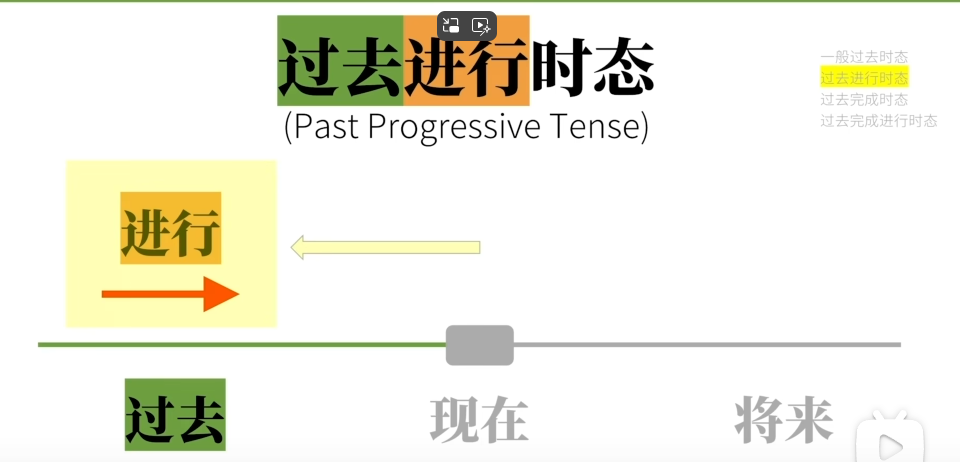 过去进行时态
(Past Progressive Tense)
一般过去时态
过去进行时态
过去完成时态
过去完成进行时态
进行
过去
现在
将来